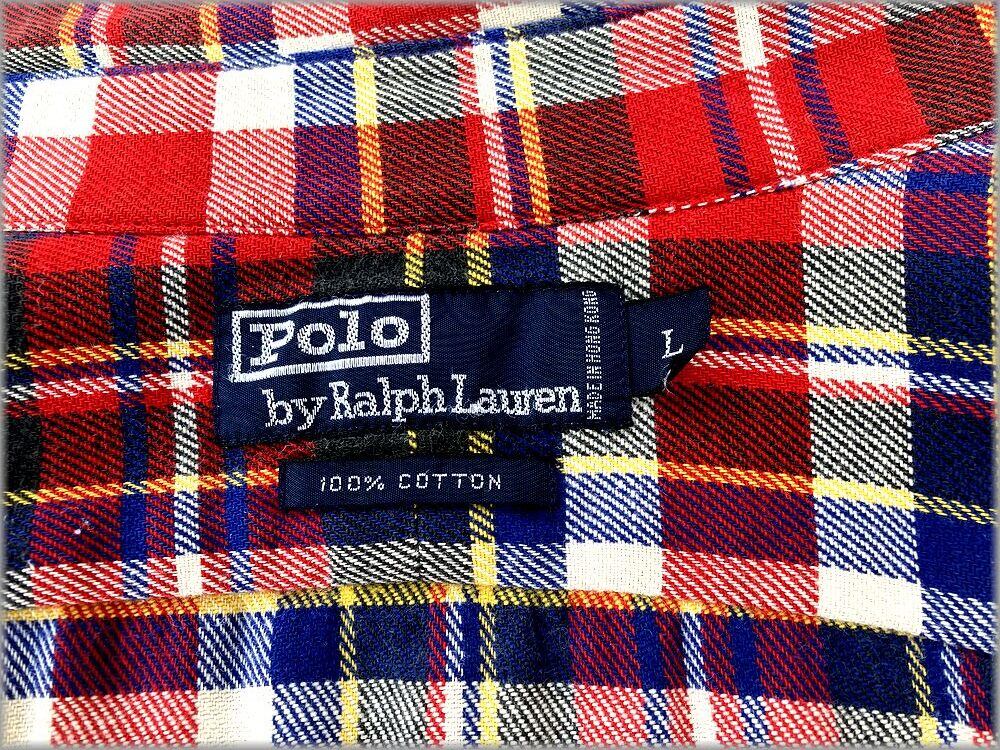 Polo
by Ralph Lauren
MADE IN HONG KONG
L
100% COTTON